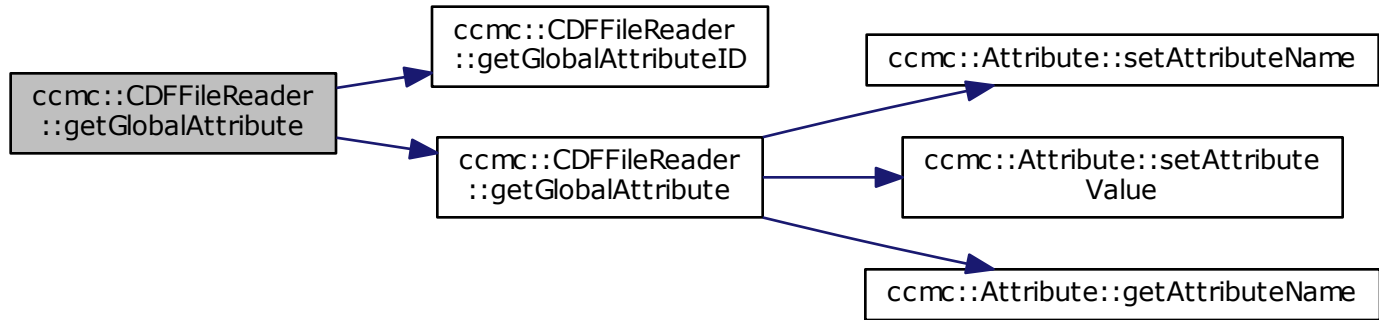 ccmc::CDFFileReader
::getGlobalAttribute
ccmc::CDFFileReader
::getGlobalAttributeID
ccmc::CDFFileReader
::getGlobalAttribute
ccmc::Attribute::setAttributeName
ccmc::Attribute::setAttribute
Value
ccmc::Attribute::getAttributeName